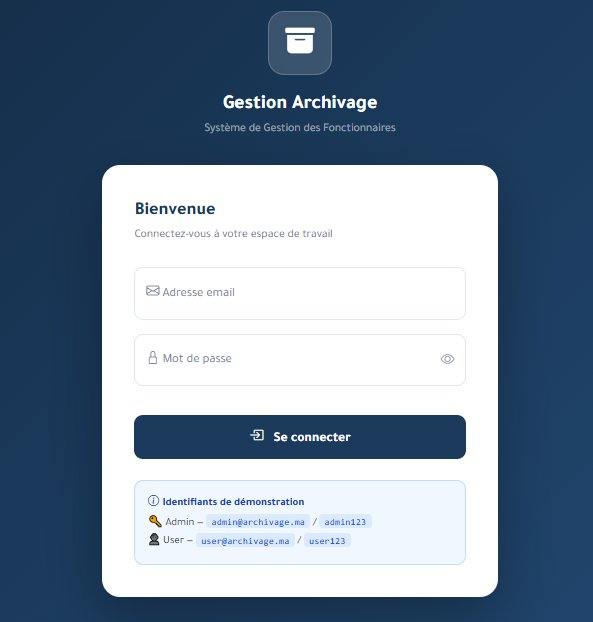 Gestion Archivage
Système de Gestion des Fonctionnaires
Bienvenue
Connectez-vous à votre espace de travail
Adresse email
Mot de passe
Se connecter
Identifiants de démonstration
Admin — admin@archivage.ma / admin123
User — user@archivage.ma / user123